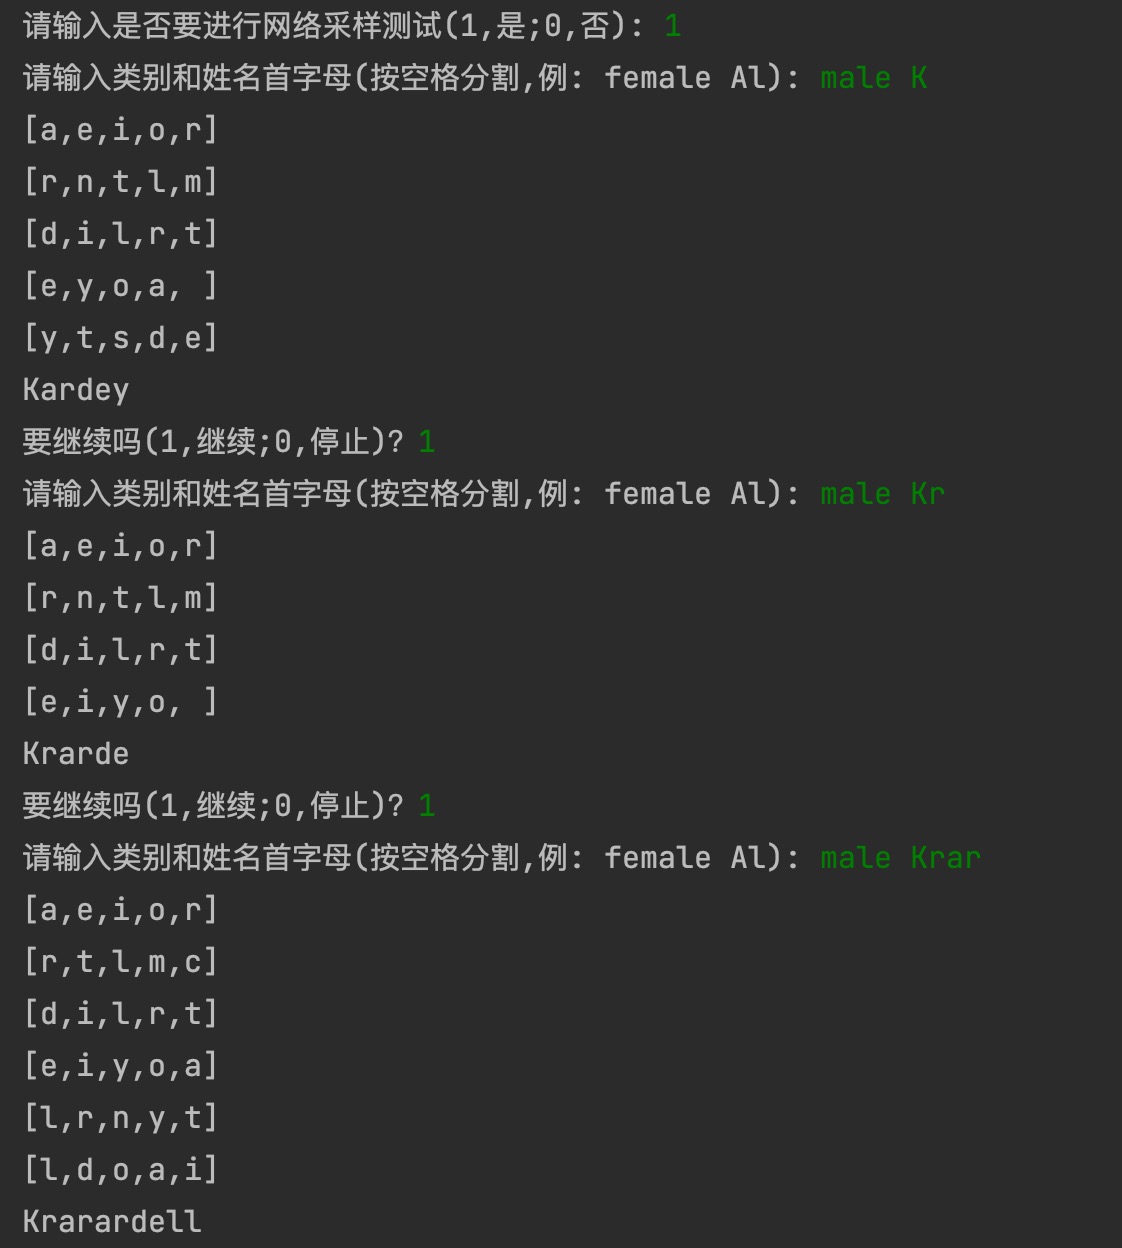 请输入是否要进行网络采样测试(1,是;0,否): 1
请输入类别和姓名首字母(按空格分割,例: female Al): male K
[a,e,i,o,r]
[r,n,t,l,m]
[d,i,l,r,t]
[e,y,o,a, ]
[y,t,s,d,e]
Kardey
要继续吗(1,继续;0,停止)? 1
请输入类别和姓名首字母(按空格分割,例: female Al): male Kr
[a,e,i,o,r]
[r,n,t,l,m]
[d,i,l,r,t]
[e,i,y,o, ]
Krarde
要继续吗(1,继续;0,停止)? 1
请输入类别和姓名首字母(按空格分割,例: female Al): male Krar
[a,e,i,o,r]
[r,t,l,m,c]
[d,i,l,r,t]
[e,i,y,o,a]
[l,r,n,y,t]
[l,d,o,a,i]
Krarardell